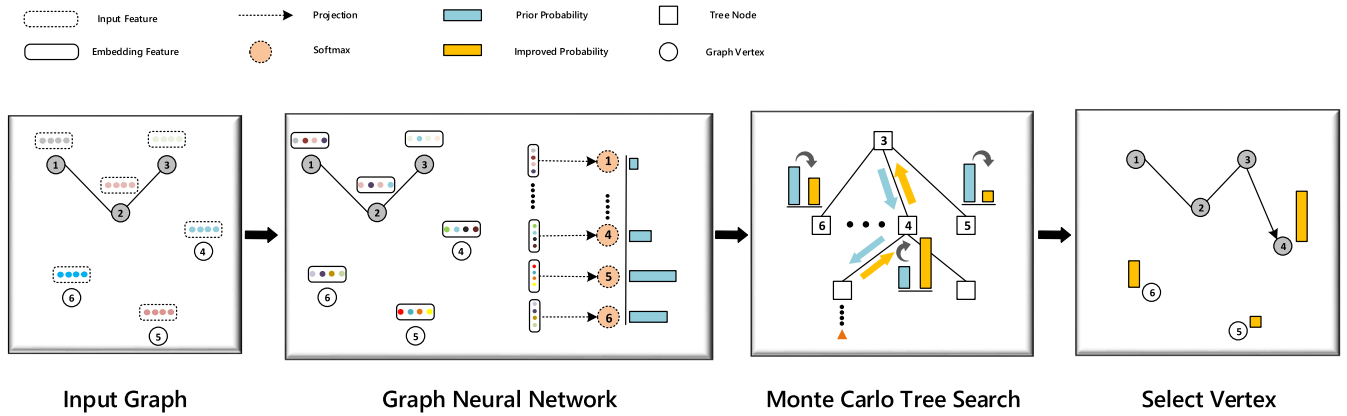 Input Feature
Projection
Prior Probability
Tree Node
Embedding Feature
Softmax
Improved Probability
Graph Vertex
1
3
2
4
6
5
1
3
2
4
6
5
1
4
5
6
3
6
4
5
1
3
2
4
6
5
Input Graph
Graph Neural Network
Monte Carlo Tree Search
Select Vertex